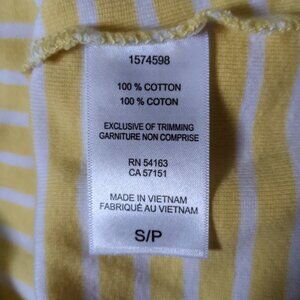 1574598
100 % COTTON
100 % COTON
EXCLUSIVE OF TRIMMING
GARNITURE NON COMPRISE
RN 54163
CA 57151
MADE IN VIETNAM
FABRIQUÉ AU VIETNAM
S/P